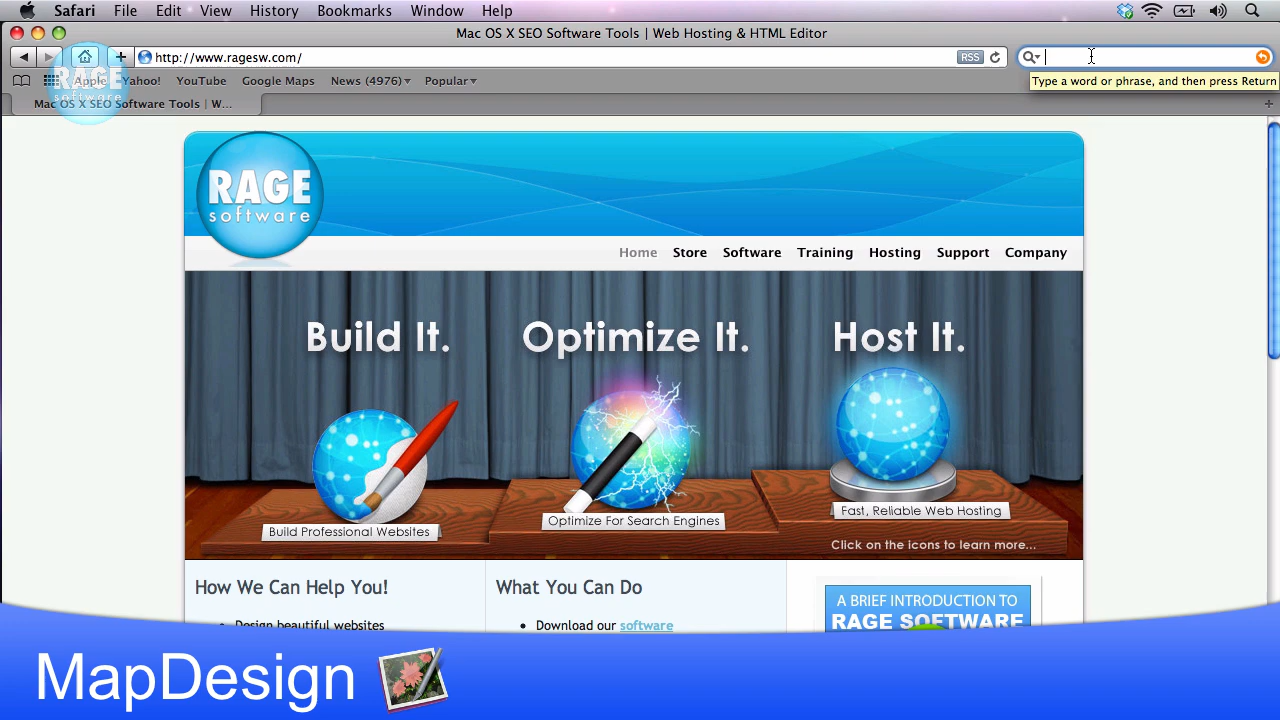 Safari File Edit View History Bookmarks Window Help
Mac OS X SEO Software Tools | Web Hosting & HTML Editor
http://www.ragesw.com/ RSS
Apple Yahoo! YouTube Google Maps News (4976) Popular
Type a word or phrase, and then press Return
Mac OS X SEO Software Tools | W...
RAGE
software
RAGE
software
Home Store Software Training Hosting Support Company
Build It. Optimize It. Host It.
Build Professional Websites
Optimize For Search Engines
Fast, Reliable Web Hosting
Click on the icons to learn more...
How We Can Help You!
What You Can Do
A BRIEF INTRODUCTION TO
RAGE SOFTWARE
• Design beautiful websites
• Download our software
MapDesign